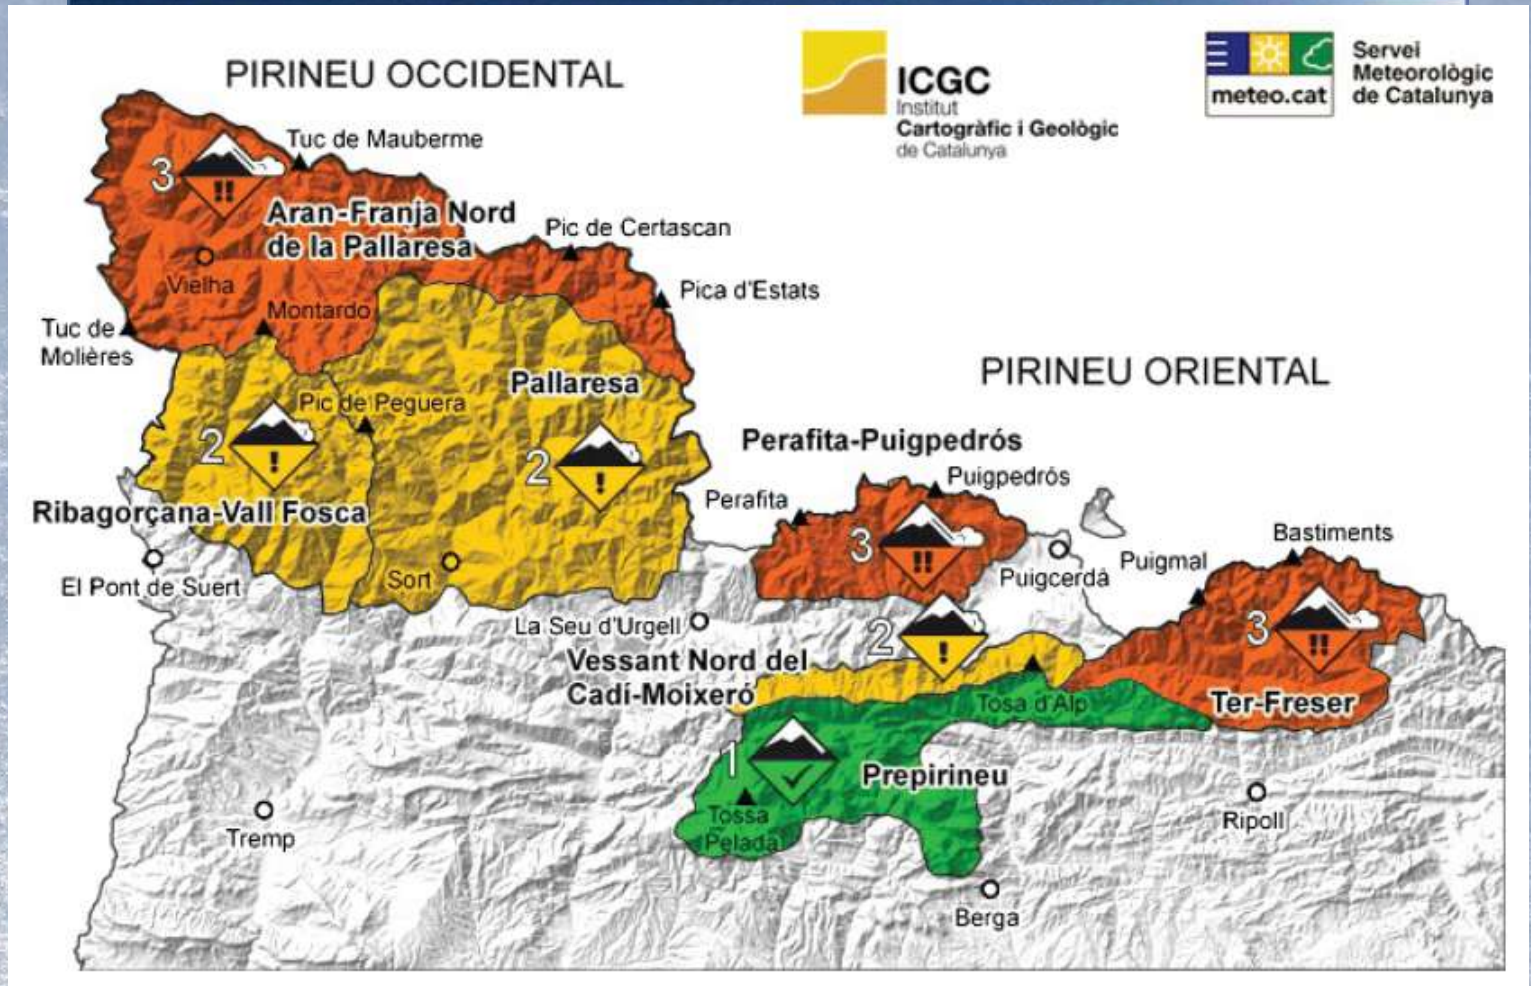 PIRINEU OCCIDENTAL
ICGC
Institut
Cartogràfic i Geològic
de Catalunya
meteo.cat
Servei
Meteorològic
de Catalunya
Tuc de Mauberme
3
!!
Aran-Franja Nord
de la Pallaresa
Pic de Certascan
Vielha
Pica d'Estats
Montardo
Tuc de
Molières
PIRINEU ORIENTAL
Pallaresa
Pic de Peguera
2
!
2
!
Perafita-Puigpedrós
Puigpedrós
Perafita
Ribagorçana-Vall Fosca
3
!!
Bastiments
Puigmal
El Pont de Suert
Sort
Puigcerdà
La Seu d'Urgell
2
!
3
!!
Vessant Nord del
Cadí-Moixeró
Tosa d'Alp
Ter-Freser
1
Prepirineu
Tossa
Pelada
Tremp
Ripoll
Berga